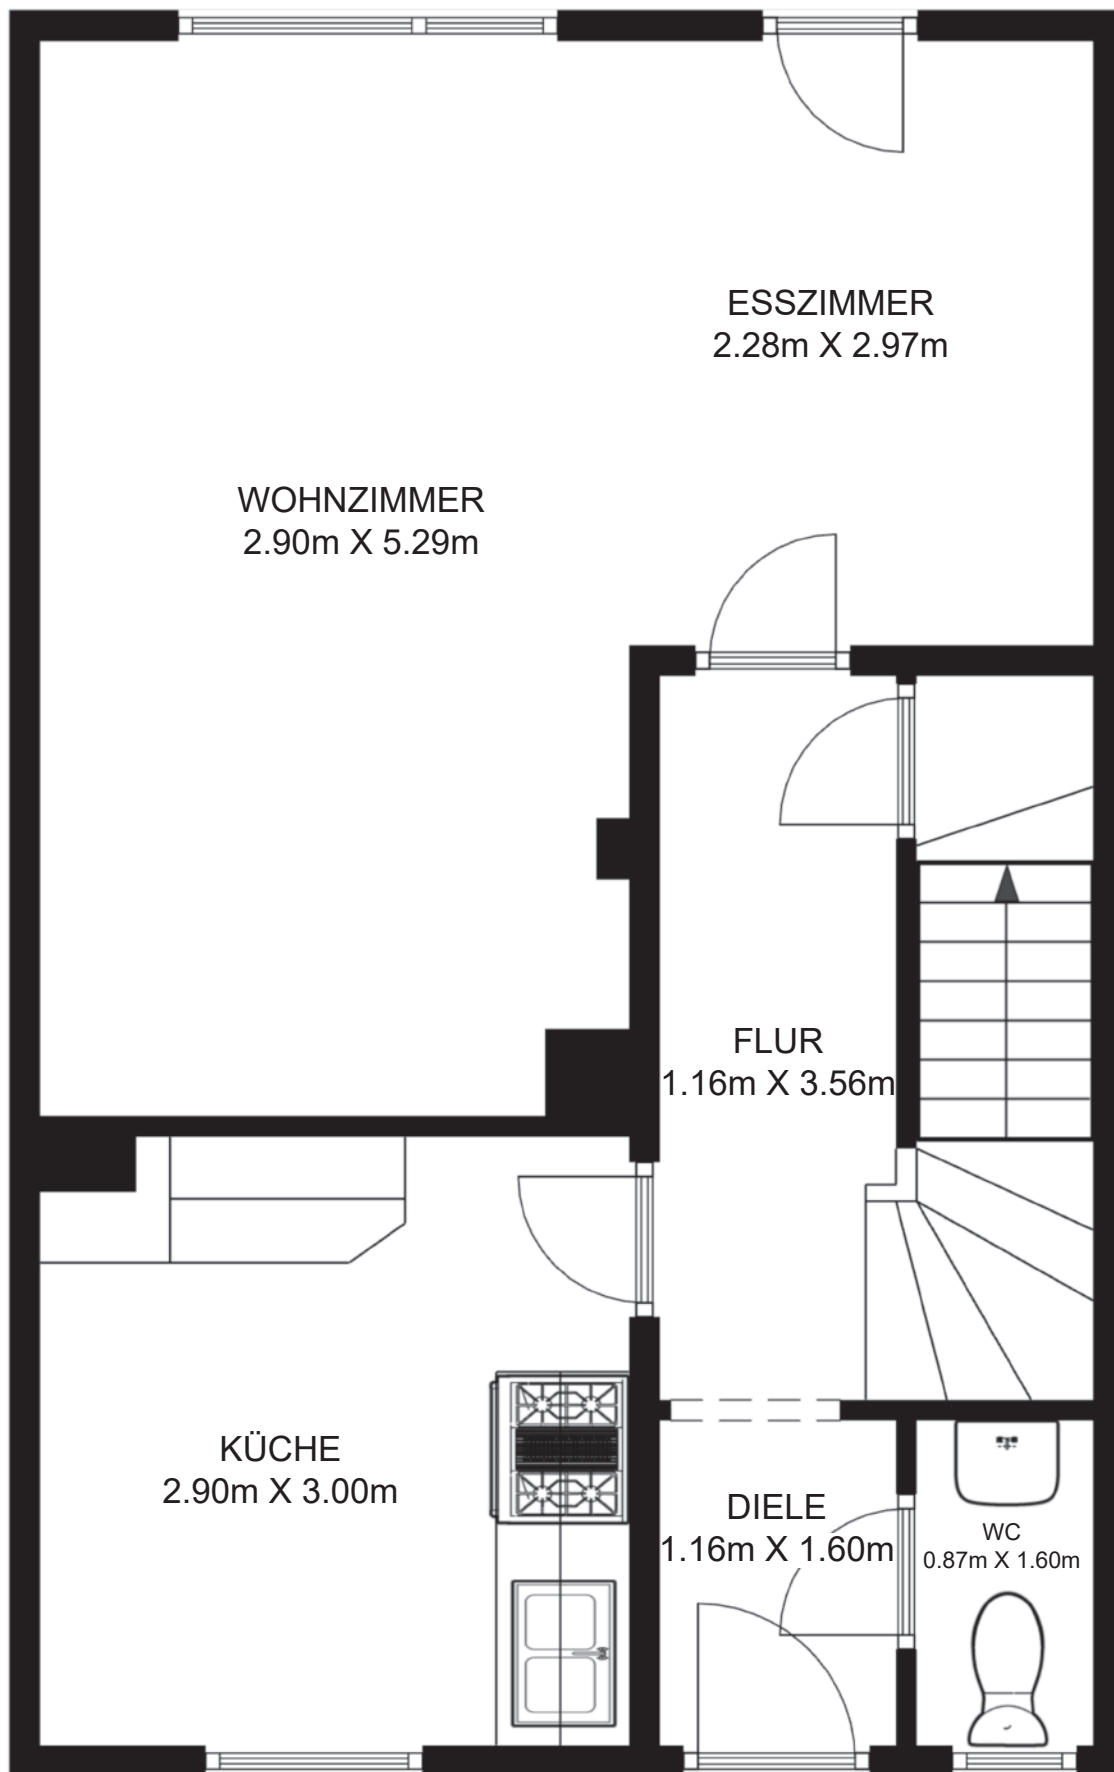 ESSZIMMER
2.28m X 2.97m
WOHNZIMMER
2.90m X 5.29m
FLUR
1.16m X 3.56m
KÜCHE
2.90m X 3.00m
DIELE
1.16m X 1.60m
WC
0.87m X 1.60m